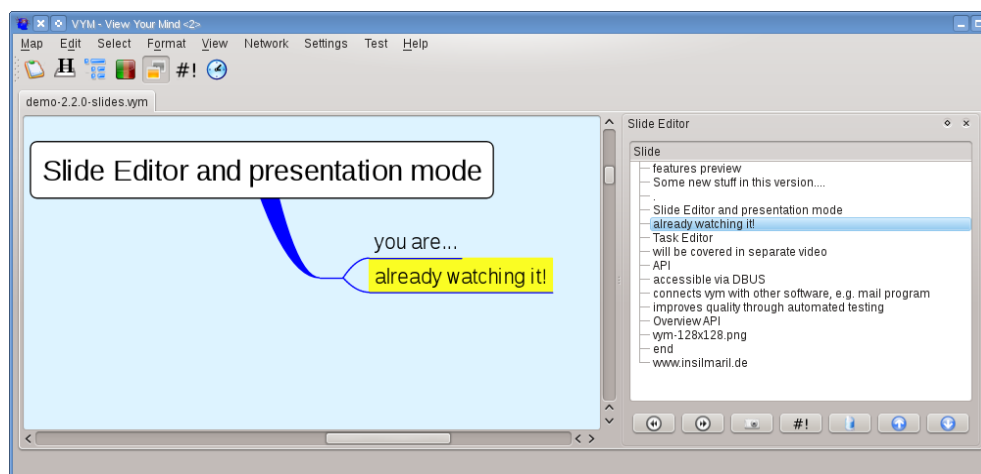 VYM - View Your Mind <2>
Map Edit Select Format View Network Settings Test Help
H #!
demo-2.2.0-slides.vym
Slide Editor and presentation mode
you are...
already watching it!
Slide Editor
Slide
features preview
Some new stuff in this version....
.
Slide Editor and presentation mode
already watching it!
Task Editor
will be covered in separate video
API
accessible via DBUS
connects vym with other software, e.g. mail program
improves quality through automated testing
Overview API
vym-128x128.png
end
www.insilmaril.de
#!